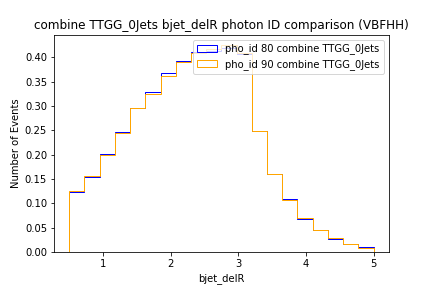 combine TTGG_0Jets bjet_delR photon ID comparison (VBFHH)
pho_id 80 combine TTGG_0Jets
pho_id 90 combine TTGG_0Jets
Number of Events
0.40
0.35
0.30
0.25
0.20
0.15
0.10
0.05
0.00
1 2 3 4 5
bjet_delR